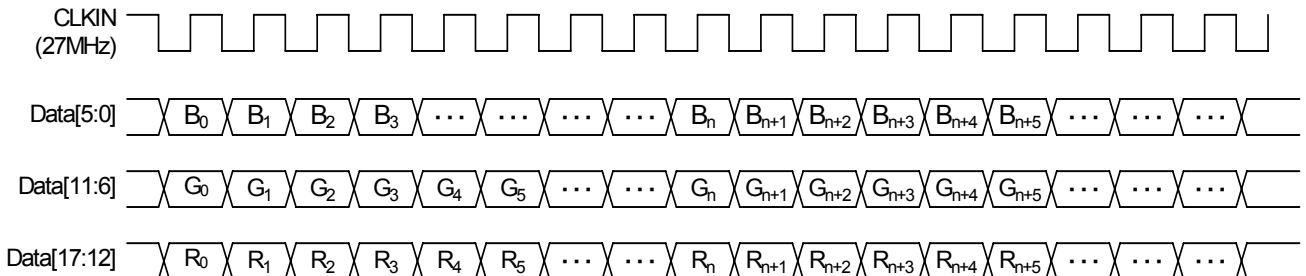 CLKIN
(27MHz)
Data[5:0] B0 B1 B2 B3 ··· ··· ··· ··· Bn Bn+1 Bn+2 Bn+3 Bn+4 Bn+5 ··· ··· ···
Data[11:6] G0 G1 G2 G3 G4 G5 ··· ··· Gn Gn+1 Gn+2 Gn+3 Gn+4 Gn+5 ··· ··· ···
Data[17:12] R0 R1 R2 R3 R4 R5 ··· ··· Rn Rn+1 Rn+2 Rn+3 Rn+4 Rn+5 ··· ··· ···